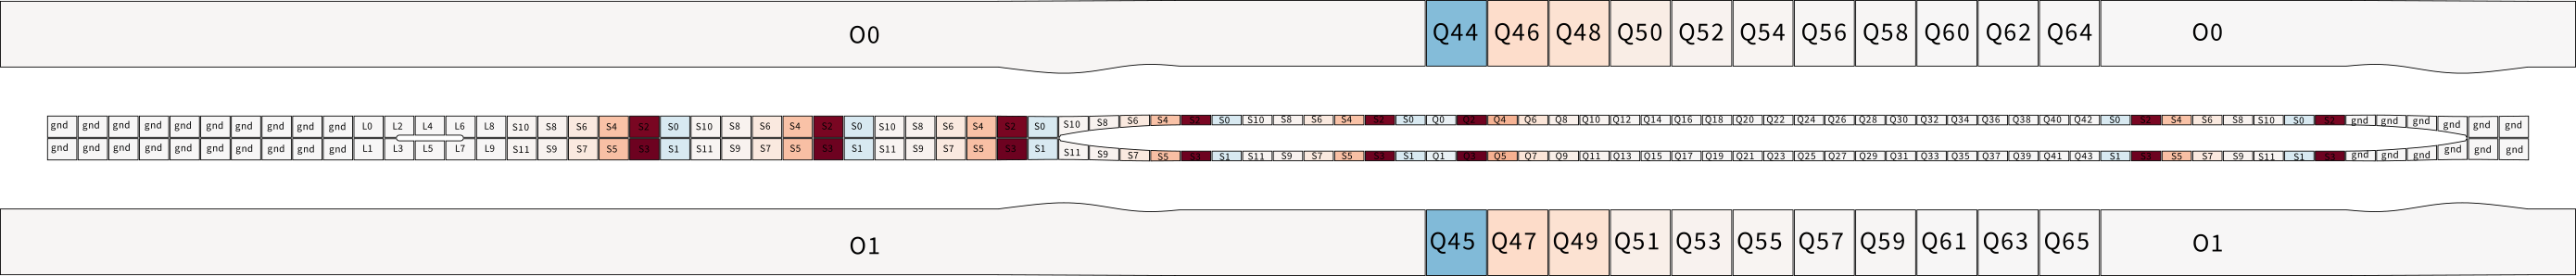 O0 Q44 Q46 Q48 Q50 Q52 Q54 Q56 Q58 Q60 Q62 Q64 O0
gnd gnd gnd gnd gnd gnd gnd gnd gnd gnd L0 L2 L4 L6 L8 S10 S8 S6 S4 S2 S0 S10 S8 S6 S4 S2 S0 S10 S8 S6 S4 S2 S0 S10 S8 S6 S4 S2 S0 S10 S8 S6 S4 S2 S0 Q0 Q2 Q4 Q6 Q8 Q10 Q12 Q14 Q16 Q18 Q20 Q22 Q24 Q26 Q28 Q30 Q32 Q34 Q36 Q38 Q40 Q42 S0 S2 S4 S6 S8 S10 S0 S2 gnd gnd gnd gnd gnd gnd
gnd gnd gnd gnd gnd gnd gnd gnd gnd gnd L1 L3 L5 L7 L9 S11 S9 S7 S5 S3 S1 S11 S9 S7 S5 S3 S1 S11 S9 S7 S5 S3 S1 S11 S9 S7 S5 S3 S1 S11 S9 S7 S5 S3 S1 Q1 Q3 Q5 Q7 Q9 Q11 Q13 Q15 Q17 Q19 Q21 Q23 Q25 Q27 Q29 Q31 Q33 Q35 Q37 Q39 Q41 Q43 S1 S3 S5 S7 S9 S11 S1 S3 gnd gnd gnd gnd gnd gnd
O1 Q45 Q47 Q49 Q51 Q53 Q55 Q57 Q59 Q61 Q63 Q65 O1